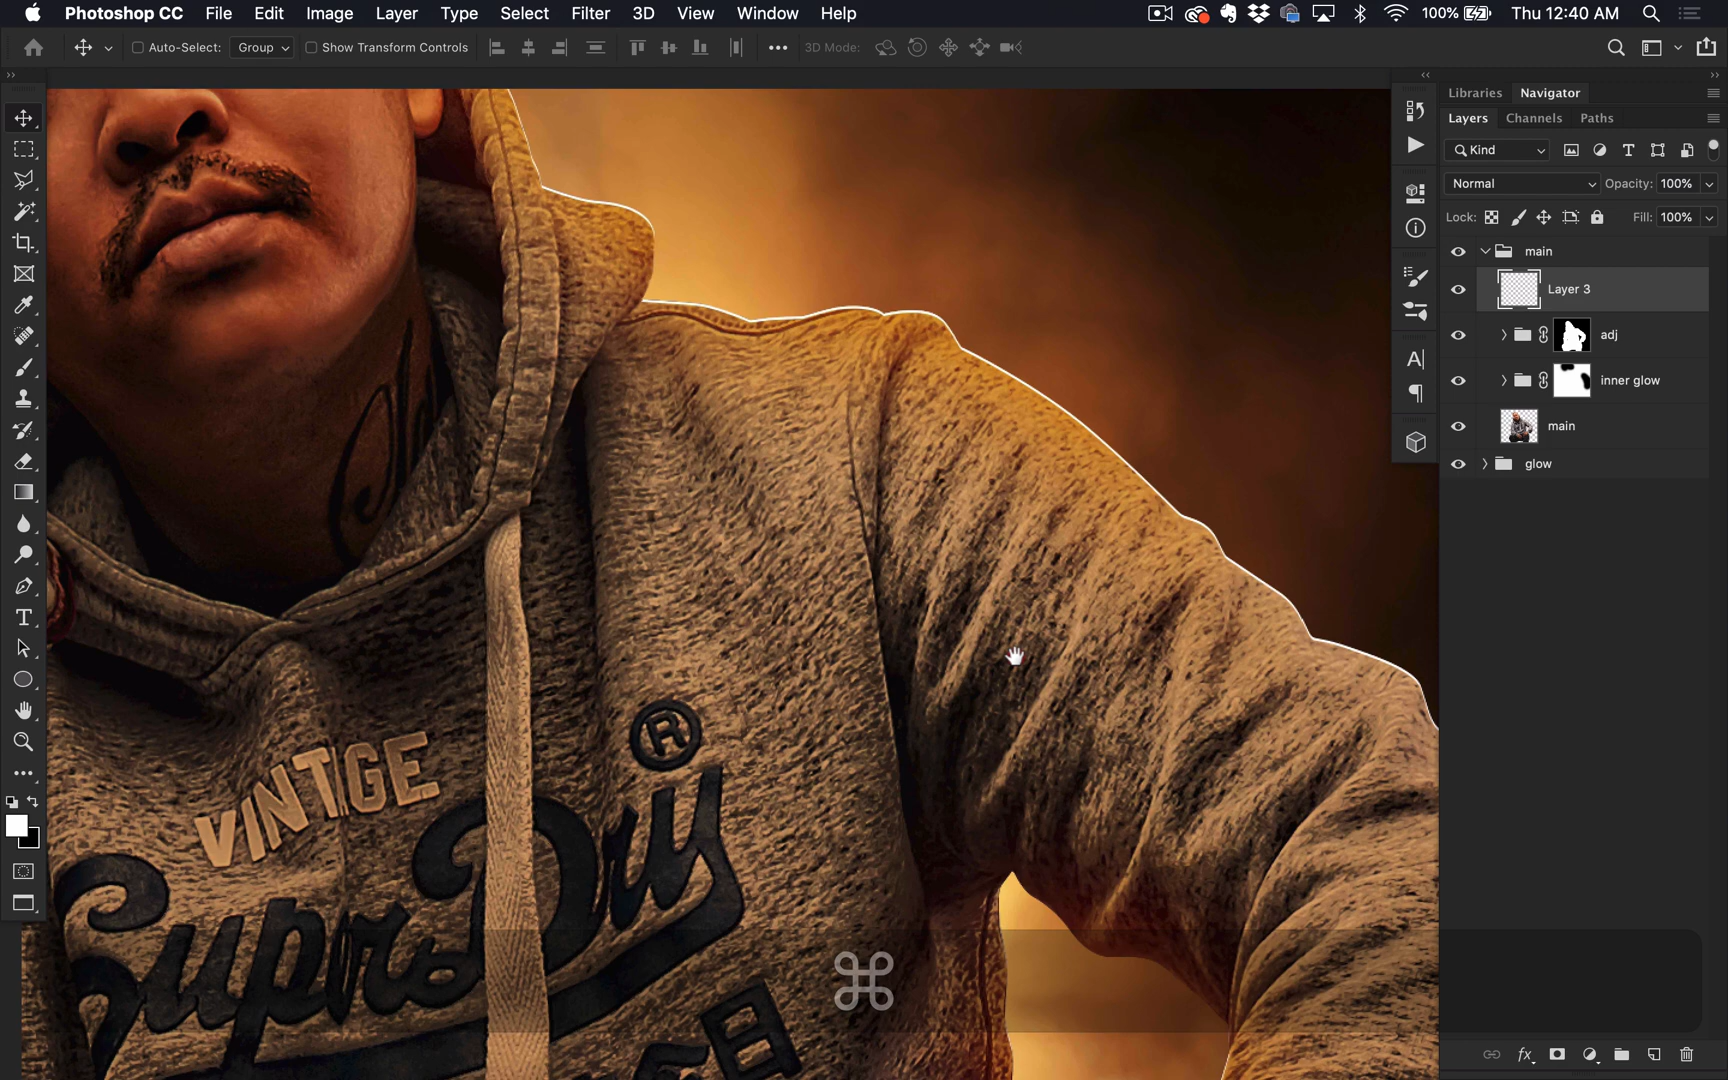 Photoshop CC File Edit Image Layer Type Select Filter 3D View Window Help 100% Thu 12:40 AM
Auto-Select: Group Show Transform Controls 3D Mode:
Libraries Navigator
Layers Channels Paths
Kind
Normal Opacity: 100%
Lock: Fill: 100%
main
Layer 3
adj
inner glow
main
glow
VINTGE
®
SuprDry